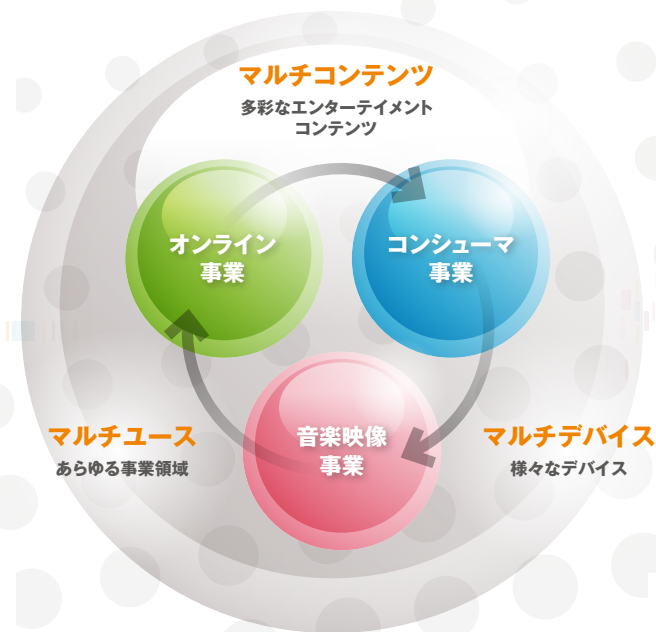 マルチコンテンツ
多彩なエンターテイメント
コンテンツ
オンライン
事業
コンシューマ
事業
音楽映像
事業
マルチユース
あらゆる事業領域
マルチデバイス
様々なデバイス